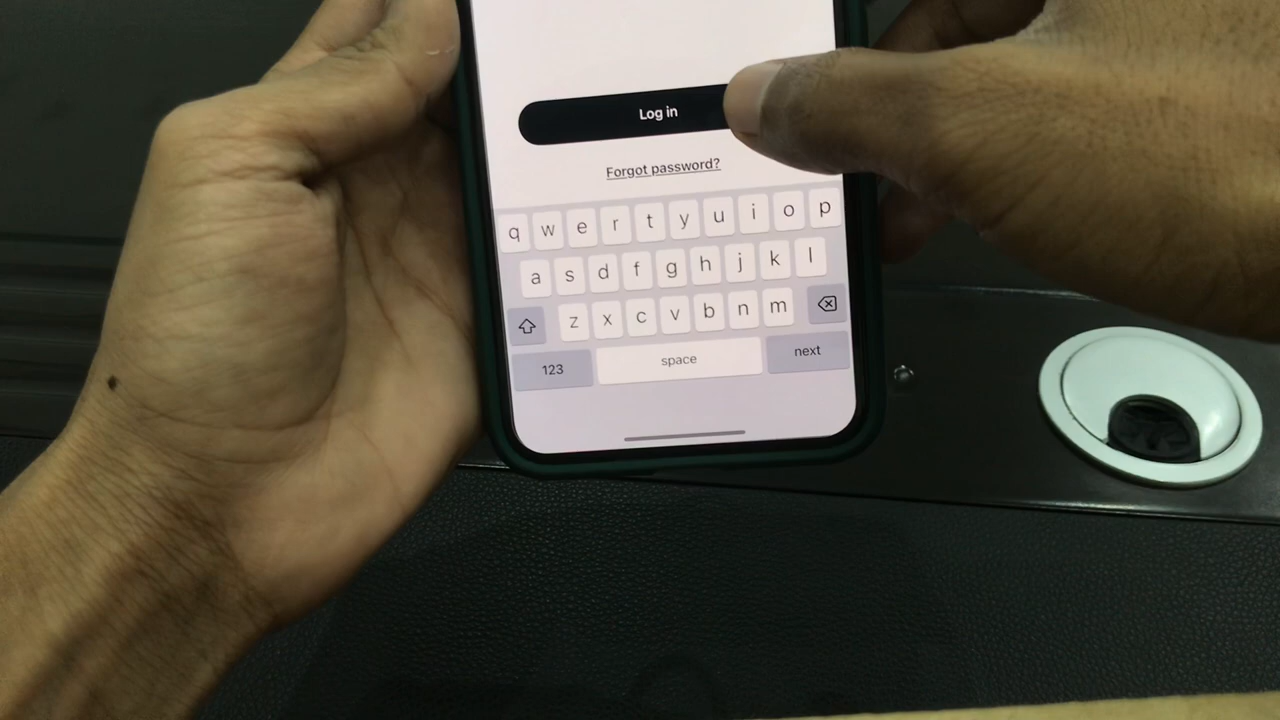 Log in
Forgot password?
q w e r t y u i o p
a s d f g h j k l
z x c v b n m
123 space next